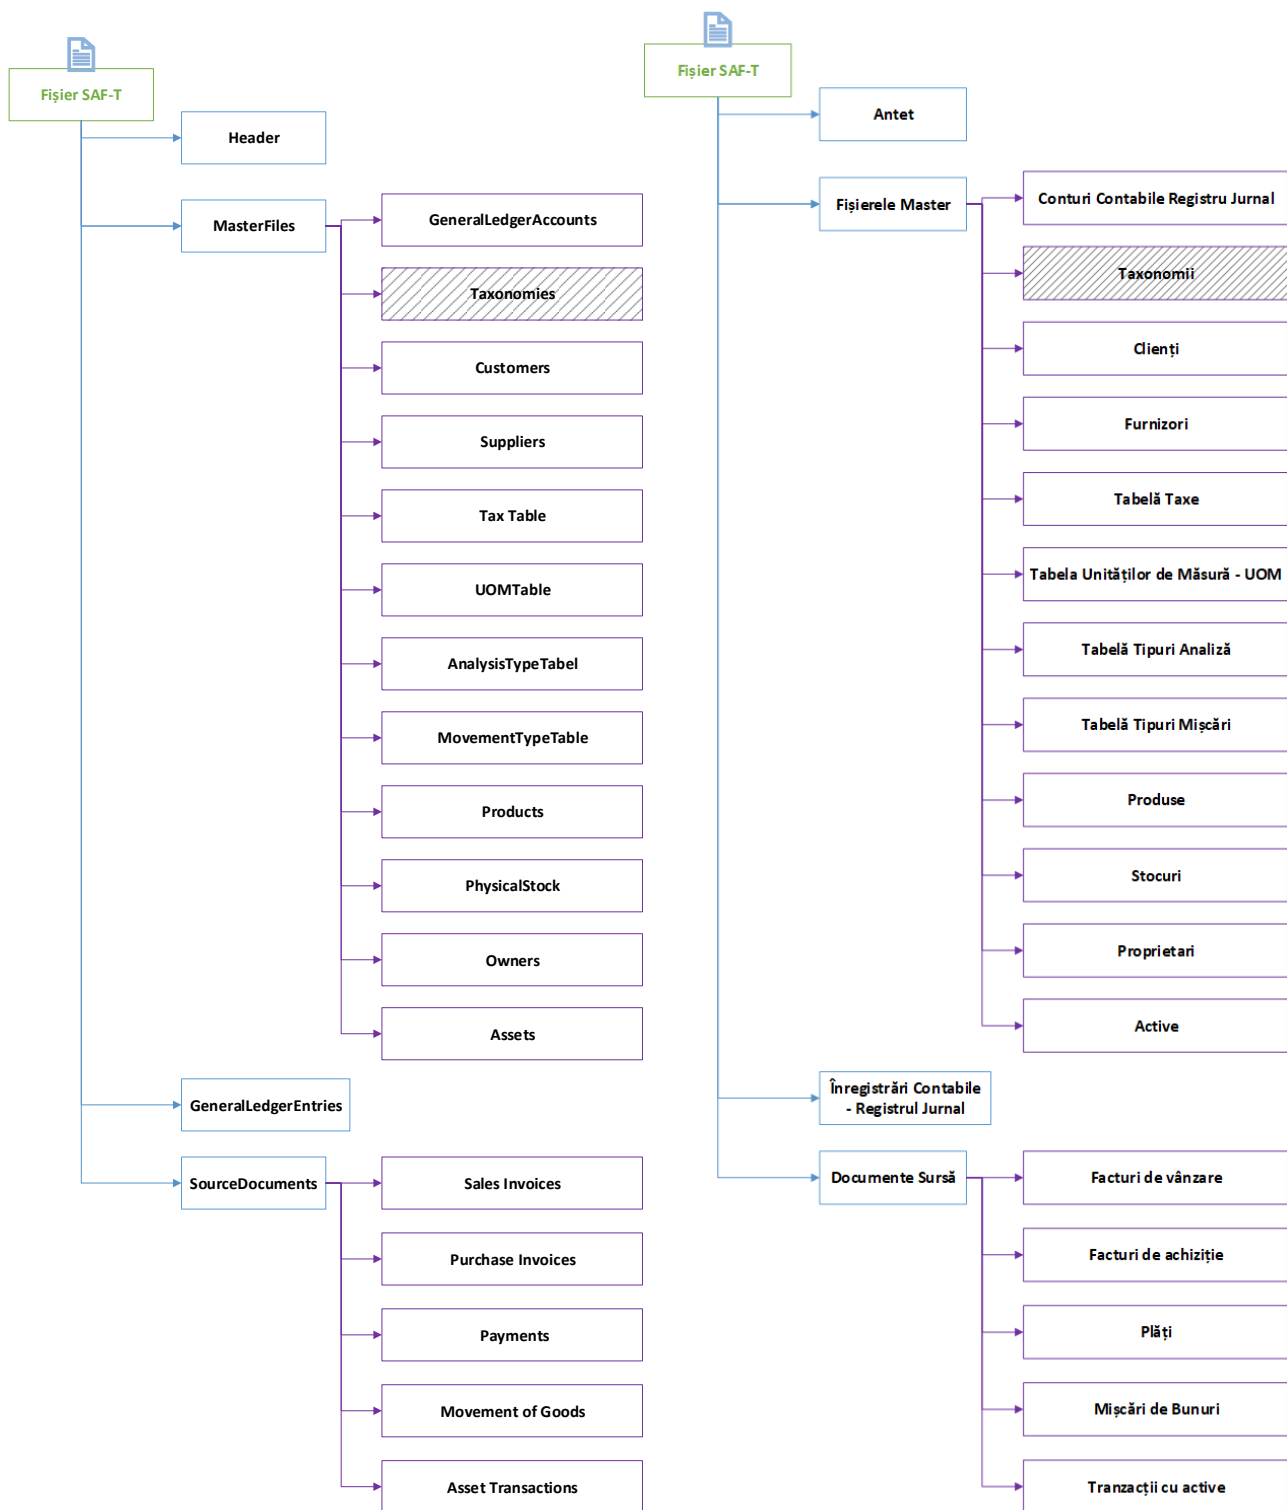 Fișier SAF-T
Header
MasterFiles
GeneralLedgerAccounts
Taxonomies
Customers
Suppliers
Tax Table
UOMTable
AnalysisTypeTabel
MovementTypeTable
Products
PhysicalStock
Owners
Assets
GeneralLedgerEntries
SourceDocuments
Sales Invoices
Purchase Invoices
Payments
Movement of Goods
Asset Transactions
Fișier SAF-T
Antet
Fișierele Master
Conturi Contabile Registru Jurnal
Taxonomii
Clienți
Furnizori
Tabelă Taxe
Tabela Unităților de Măsură - UOM
Tabelă Tipuri Analiză
Tabelă Tipuri Mișcări
Produse
Stocuri
Proprietari
Active
Înregistrări Contabile
- Registrul Jurnal
Documente Sursă
Facturi de vânzare
Facturi de achiziție
Plăți
Mișcări de Bunuri
Tranzacții cu active